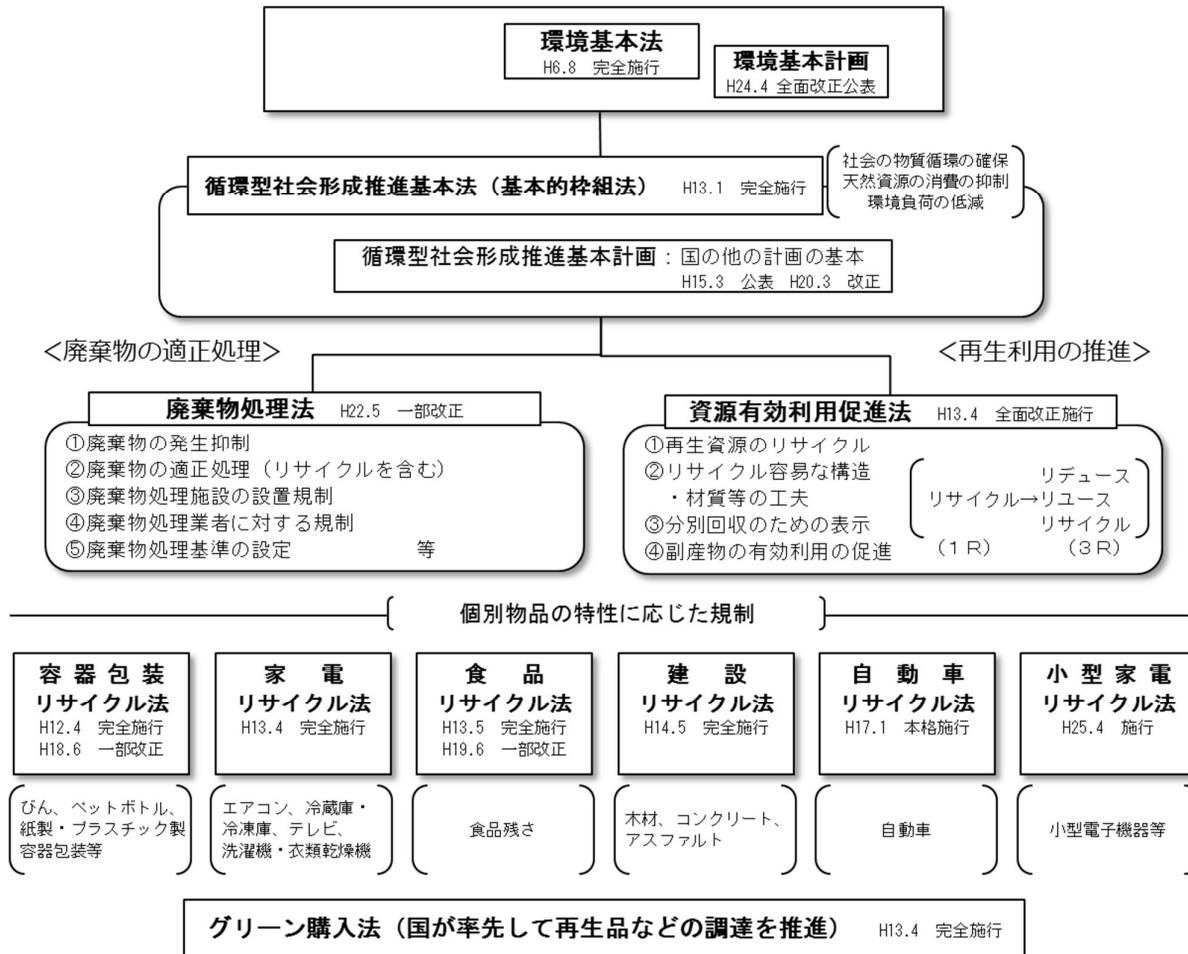 環境基本法
H6.8 完全施行
環境基本計画
H24.4 全面改正公表
循環型社会形成推進基本法（基本的枠組法） H13.1 完全施行
社会の物質循環の確保
天然資源の消費の抑制
環境負荷の低減
循環型社会形成推進基本計画：国の他の計画の基本
H15.3 公表 H20.3 改正
＜廃棄物の適正処理＞
＜再生利用の推進＞
廃棄物処理法 H22.5 一部改正
①廃棄物の発生抑制
②廃棄物の適正処理（リサイクルを含む）
③廃棄物処理施設の設置規制
④廃棄物処理業者に対する規制
⑤廃棄物処理基準の設定 等
資源有効利用促進法 H13.4 全面改正施行
①再生資源のリサイクル
②リサイクル容易な構造
・材質等の工夫
③分別回収のための表示
④副産物の有効利用の促進
リデュース
リサイクル→リユース
リサイクル
（１Ｒ） （３Ｒ）
個別物品の特性に応じた規制
容器包装
リサイクル法
H12.4 完全施行
H18.6 一部改正
びん、ペットボトル、
紙製・プラスチック製
容器包装等
家電
リサイクル法
H13.4 完全施行
エアコン、冷蔵庫・
冷凍庫、テレビ、
洗濯機・衣類乾燥機
食品
リサイクル法
H13.5 完全施行
H19.6 一部改正
食品残さ
建設
リサイクル法
H14.5 完全施行
木材、コンクリート、
アスファルト
自動車
リサイクル法
H17.1 本格施行
自動車
小型家電
リサイクル法
H25.4 施行
小型電子機器等
グリーン購入法（国が率先して再生品などの調達を推進） H13.4 完全施行